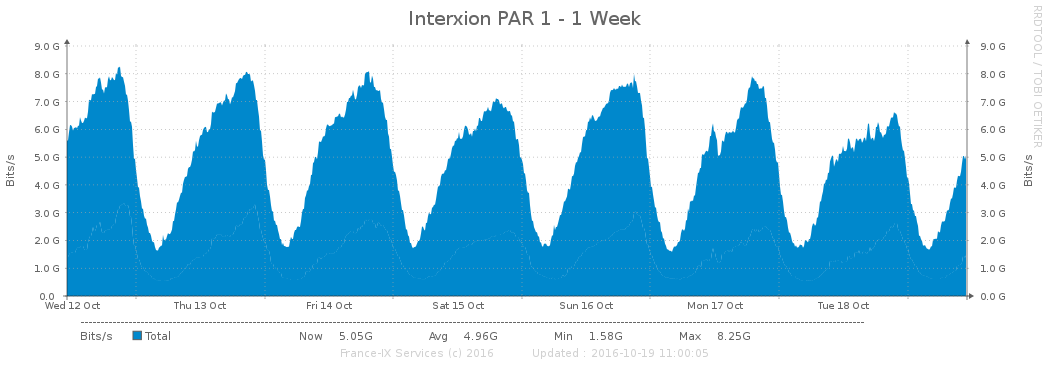 Interxion PAR 1 - 1 Week
RRDTOOL / TOBI OETIKER
Bits/s
9.0 G 9.0 G
8.0 G 8.0 G
7.0 G 7.0 G
6.0 G 6.0 G
5.0 G 5.0 G
4.0 G 4.0 G
3.0 G 3.0 G
2.0 G 2.0 G
1.0 G 1.0 G
0.0 0.0 G
Bits/s
Wed 12 Oct Thu 13 Oct Fri 14 Oct Sat 15 Oct Sun 16 Oct Mon 17 Oct Tue 18 Oct
Bits/s Total Now 5.05G Avg 4.96G Min 1.58G Max 8.25G
France-IX Services (c) 2016 Updated : 2016-10-19 11:00:05